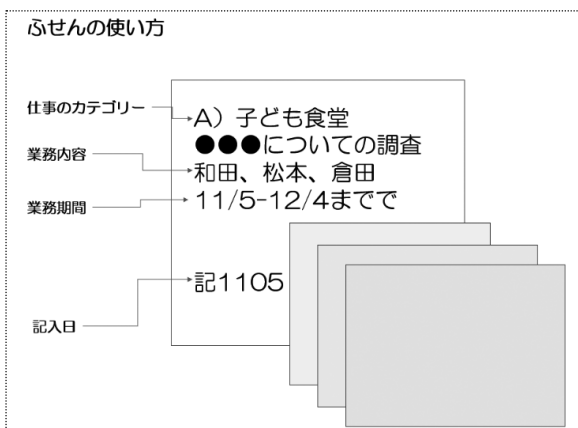 ふせんの使い方
仕事のカテゴリー
業務内容
業務期間
記入日
A）子ども食堂
●●●についての調査
和田、松本、倉田
11/5-12/4までで
記1105